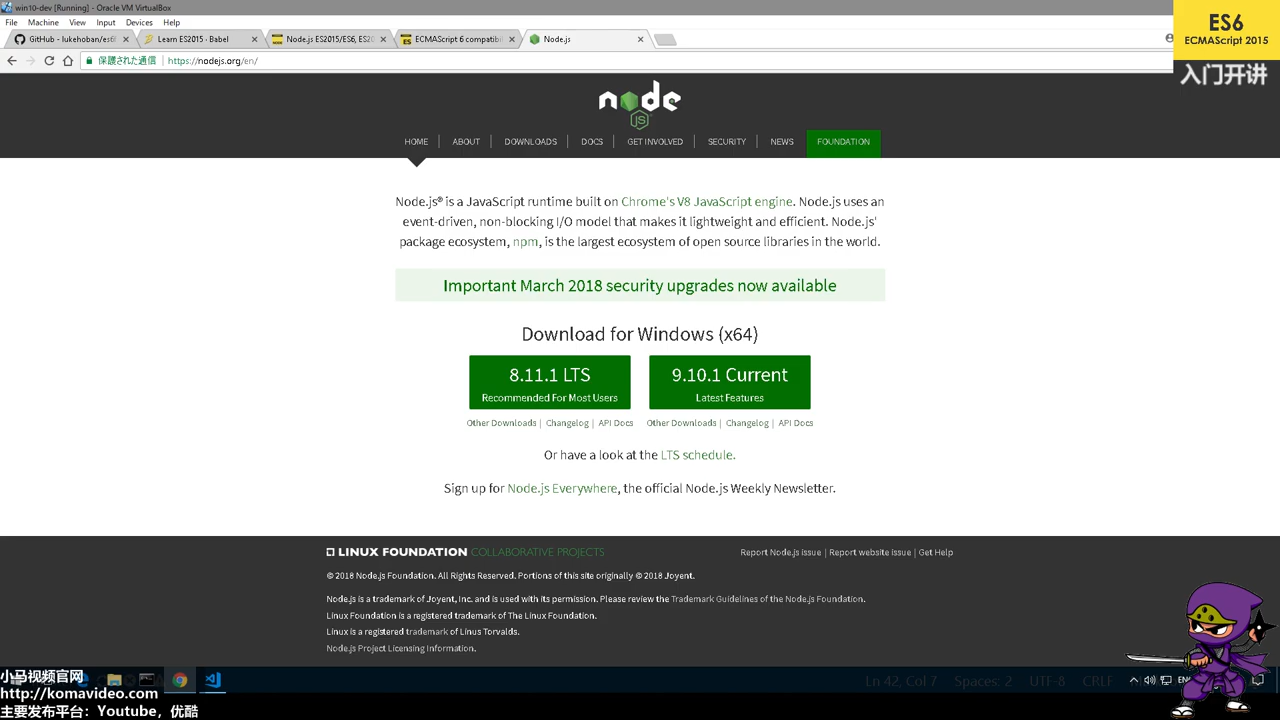 win10-dev [Running] - Oracle VM VirtualBox
File Machine View Input Devices Help
GitHub - lukehoban/es6
Learn ES2015 · Babel
Node.js ES2015/ES6, ES20
ECMAScript 6 compatibi
Node.js
ES6
ECMAScript 2015
入门开讲
保護された通信 https://nodejs.org/en/
node
JS
HOME ABOUT DOWNLOADS DOCS GET INVOLVED SECURITY NEWS FOUNDATION
Node.js® is a JavaScript runtime built on Chrome's V8 JavaScript engine. Node.js uses an
event-driven, non-blocking I/O model that makes it lightweight and efficient. Node.js'
package ecosystem, npm, is the largest ecosystem of open source libraries in the world.
Important March 2018 security upgrades now available
Download for Windows (x64)
8.11.1 LTS
Recommended For Most Users
9.10.1 Current
Latest Features
Other Downloads | Changelog | API Docs
Other Downloads | Changelog | API Docs
Or have a look at the LTS schedule.
Sign up for Node.js Everywhere, the official Node.js Weekly Newsletter.
LINUX FOUNDATION COLLABORATIVE PROJECTS
Report Node.js issue | Report website issue | Get Help
© 2018 Node.js Foundation. All Rights Reserved. Portions of this site originally © 2018 Joyent.
Node.js is a trademark of Joyent, Inc. and is used with its permission. Please review the Trademark Guidelines of the Node.js Foundation.
Linux Foundation is a registered trademark of The Linux Foundation.
Linux is a registered trademark of Linus Torvalds.
Node.js Project Licensing Information.
小马视频官网
http://komavideo.com
主要发布平台：Youtube，优酷
Ln 42, Col 7 Spaces: 2 UTF-8 CRLF